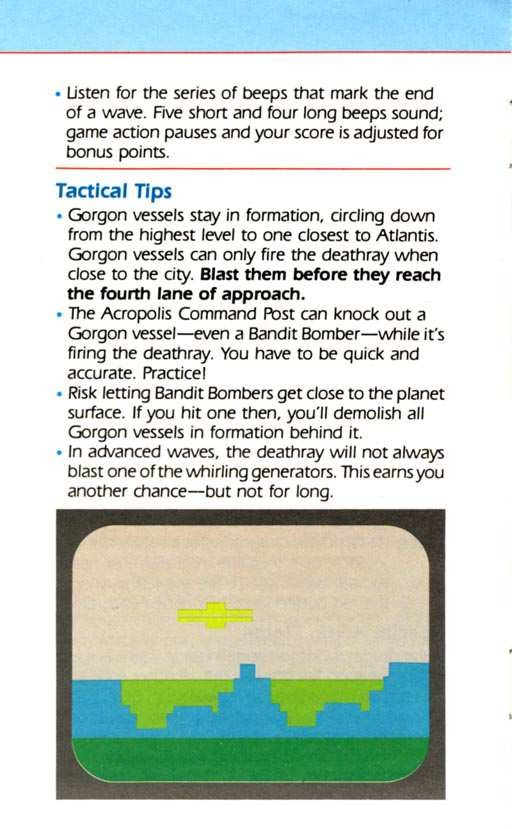 • Listen for the series of beeps that mark the end
of a wave. Five short and four long beeps sound;
game action pauses and your score is adjusted for
bonus points.
Tactical Tips
• Gorgon vessels stay in formation, circling down
from the highest level to one closest to Atlantis.
Gorgon vessels can only fire the deathray when
close to the city. Blast them before they reach
the fourth lane of approach.
• The Acropolis Command Post can knock out a
Gorgon vessel—even a Bandit Bomber—while it's
firing the deathray. You have to be quick and
accurate. Practice!
• Risk letting Bandit Bombers get close to the planet
surface. If you hit one then, you'll demolish all
Gorgon vessels in formation behind it.
• In advanced waves, the deathray will not always
blast one of the whirling generators. This earns you
another chance—but not for long.